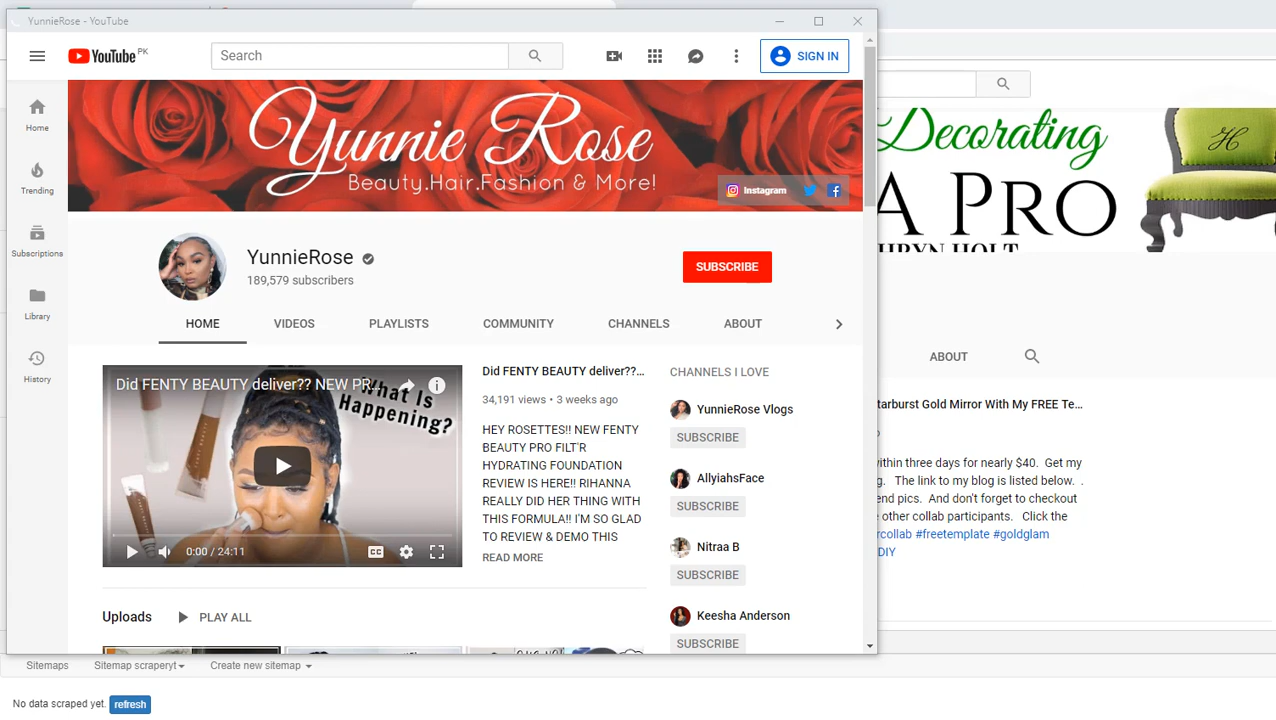 YunnieRose - YouTube
YouTube PK
Search
SIGN IN
Home
Trending
Subscriptions
Library
History
Yunnie Rose
Beauty.Hair.Fashion & More!
Instagram
YunnieRose
189,579 subscribers
SUBSCRIBE
HOME VIDEOS PLAYLISTS COMMUNITY CHANNELS ABOUT
Did FENTY BEAUTY deliver?? NEW PR...
What Is
Happening?
0:00 / 24:11
CC
Did FENTY BEAUTY deliver??...
34,191 views • 3 weeks ago
HEY ROSETTES!! NEW FENTY
BEAUTY PRO FILT'R
HYDRATING FOUNDATION
REVIEW IS HERE!! RIHANNA
REALLY DID HER THING WITH
THIS FORMULA!! I'M SO GLAD
TO REVIEW & DEMO THIS
READ MORE
CHANNELS I LOVE
YunnieRose Vlogs
SUBSCRIBE
AllyiahsFace
SUBSCRIBE
Nitraa B
SUBSCRIBE
Keesha Anderson
SUBSCRIBE
Uploads PLAY ALL
Decorating
A PRO
HRYN HOLT
H
ABOUT
tarburst Gold Mirror With My FREE Te...
within three days for nearly $40. Get my
g. The link to my blog is listed below. .
end pics. And don't forget to checkout
e other collab participants. Click the
rcollab #freetemplate #goldglam
DIY
Sitemaps Sitemap scraperyt Create new sitemap
No data scraped yet. refresh